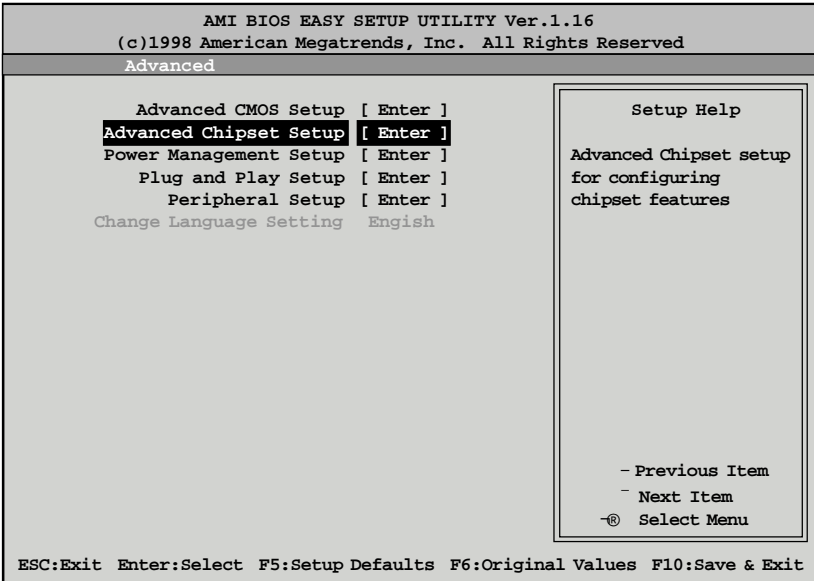 AMI BIOS EASY SETUP UTILITY Ver.1.16
(c)1998 American Megatrends, Inc. All Rights Reserved
Advanced
Advanced CMOS Setup [ Enter ]
Advanced Chipset Setup [ Enter ]
Power Management Setup [ Enter ]
Plug and Play Setup [ Enter ]
Peripheral Setup [ Enter ]
Change Language Setting Engish
Setup Help
Advanced Chipset setup
for configuring
chipset features
– Previous Item
¯ Next Item
¬® Select Menu
ESC:Exit Enter:Select F5:Setup Defaults F6:Original Values F10:Save & Exit